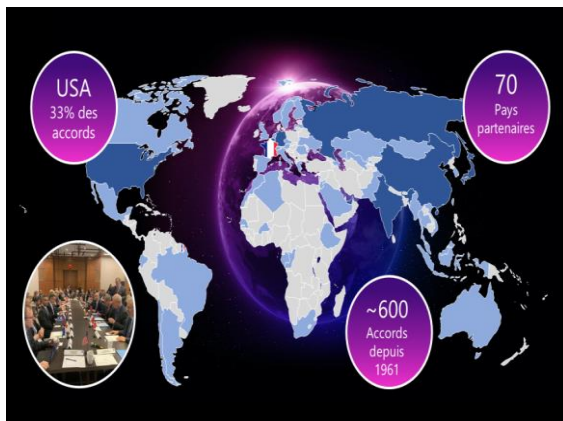 USA
33% des
accords
70
Pays
partenaires
~600
Accords
depuis
1961